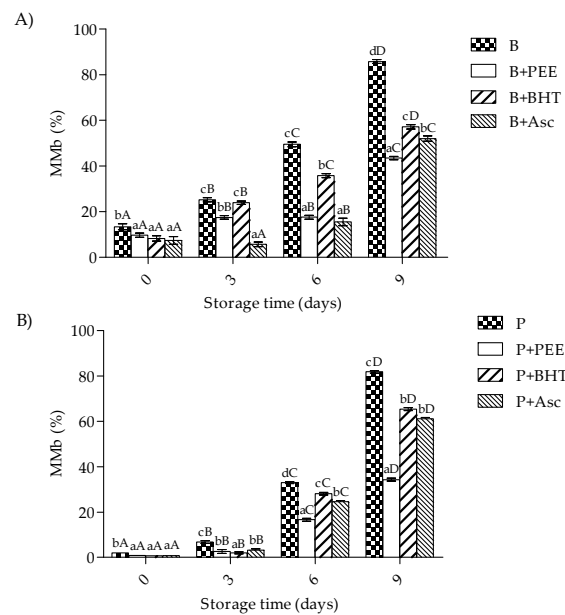 A)
100
80
60
40
20
0
MMb (%)
bA aA aA aA
cB bB cB aA
cC aB bC aB
dD aC cD bC
0 3 6 9
Storage time (days)
B
B+PEE
B+BHT
B+Asc
B)
100
80
60
40
20
0
MMb (%)
bA aA aA aA
cB bB aB bB
dC aC cC bC
cD aD bD bD
0 3 6 9
Storage time (days)
P
P+PEE
P+BHT
P+Asc